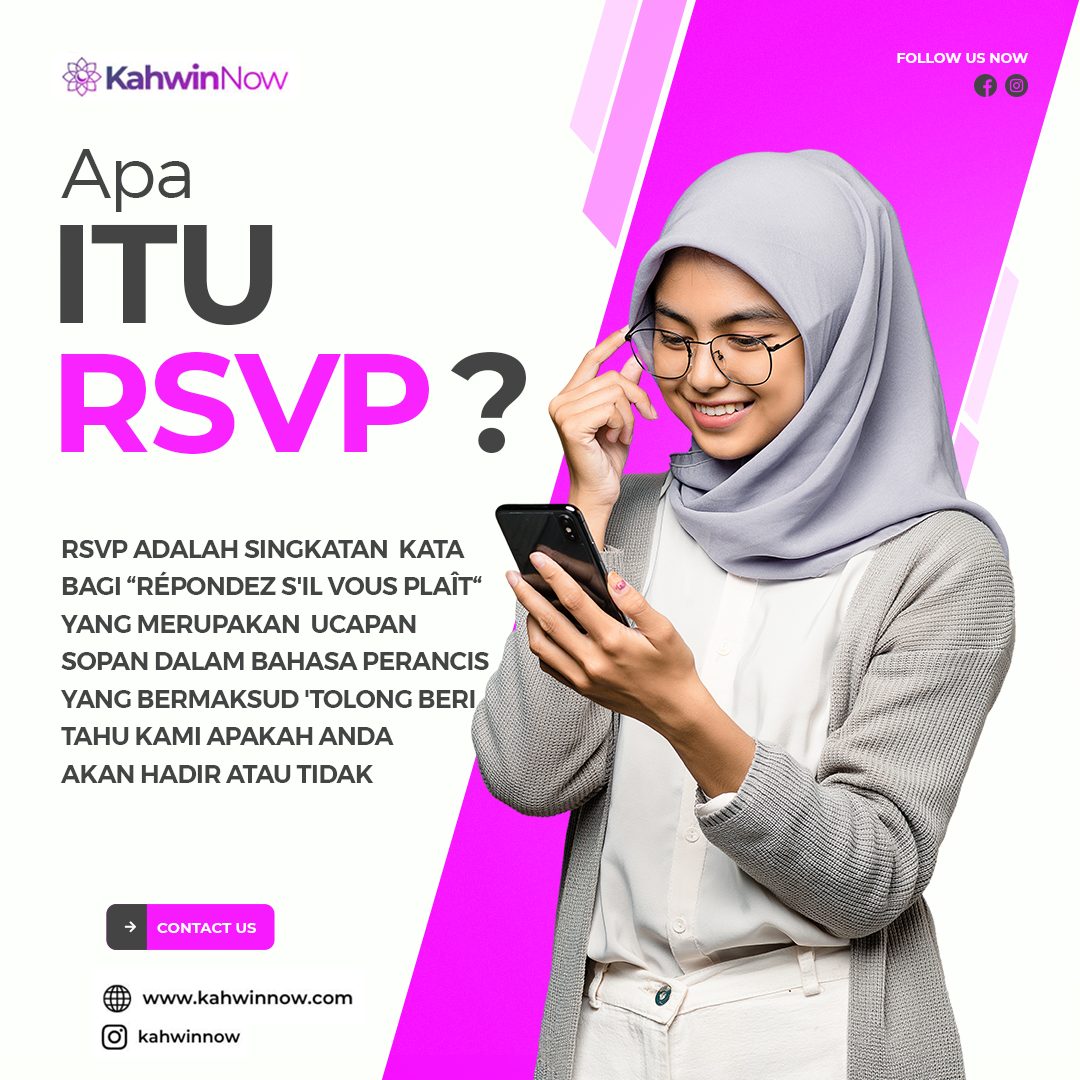 KahwinNow
FOLLOW US NOW
Apa
ITU
RSVP ?
RSVP ADALAH SINGKATAN KATA
BAGI “RÉPONDEZ S'IL VOUS PLAÎT“
YANG MERUPAKAN UCAPAN
SOPAN DALAM BAHASA PERANCIS
YANG BERMAKSUD 'TOLONG BERI
TAHU KAMI APAKAH ANDA
AKAN HADIR ATAU TIDAK
CONTACT US
www.kahwinnow.com
kahwinnow